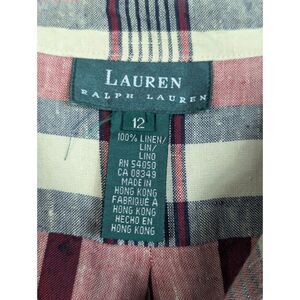 LAUREN
RALPH LAUREN
12
100% LINEN/
LIN/
LINO
RN 54050
CA 08349
MADE IN
HONG KONG
FABRIQUÉ À
HONG KONG
HECHO EN
HONG KONG